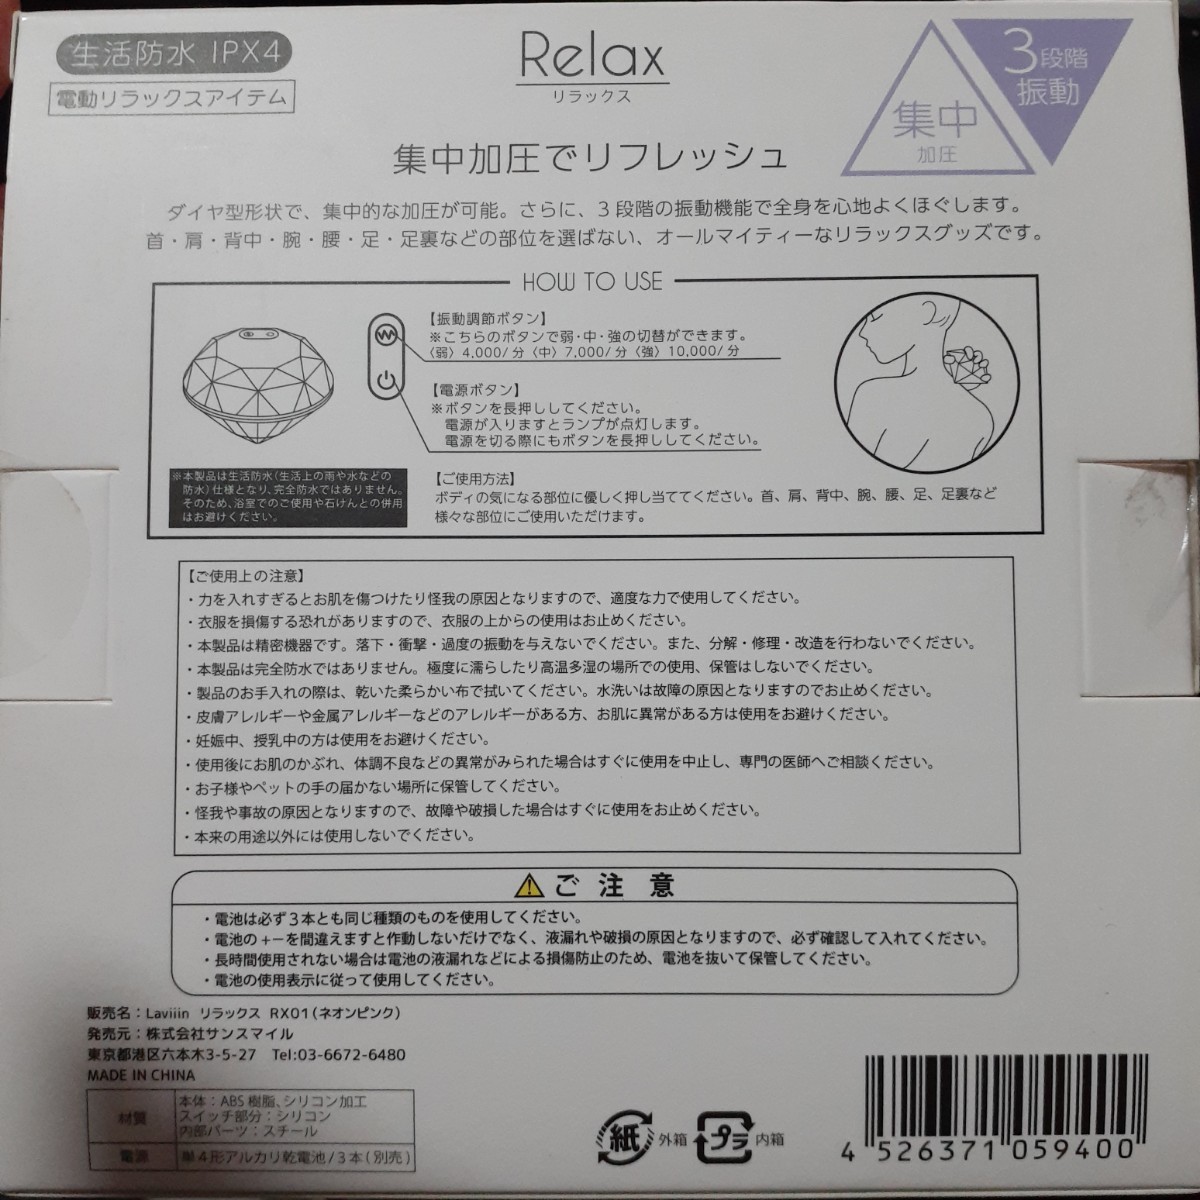 生活防水 IPX4
電動リラックスアイテム
Relax
リラックス
集中
加圧
3段階
振動
集中加圧でリフレッシュ
ダイヤ型形状で、集中的な加圧が可能。さらに、3段階の振動機能で全身を心地よくほぐします。
首・肩・背中・腕・腰・足・足裏などの部位を選ばない、オールマイティーなリラックスグッズです。
HOW TO USE
【振動調節ボタン】
※こちらのボタンで弱・中・強の切替ができます。
〈弱〉4,000/分〈中〉7,000/分〈強〉10,000/分
【電源ボタン】
※ボタンを長押ししてください。
電源が入りますとランプが点灯します。
電源を切る際にもボタンを長押ししてください。
※本製品は生活防水(生活上の雨や水などの
防水)仕様となり、完全防水ではありません。
そのため、浴室でのご使用や石けんとの併用
はお避けください。
【ご使用方法】
ボディの気になる部位に優しく押し当ててください。首、肩、背中、腕、腰、足、足裏など
様々な部位にご使用いただけます。
【ご使用上の注意】
・力を入れすぎるとお肌を傷つけたり怪我の原因となりますので、適度な力で使用してください。
・衣服を損傷する恐れがありますので、衣服の上からの使用はお止めください。
・本製品は精密機器です。落下・衝撃・過度の振動を与えないでください。また、分解・修理・改造を行わないでください。
・本製品は完全防水ではありません。極度に濡らしたり高温多湿の場所での使用、保管はしないでください。
・製品のお手入れの際は、乾いた柔らかい布で拭いてください。水洗いは故障の原因となりますのでお止めください。
・皮膚アレルギーや金属アレルギーなどのアレルギーがある方、お肌に異常がある方は使用をお避けください。
・妊娠中、授乳中の方は使用をお避けください。
・使用後にお肌のかぶれ、体調不良などの異常がみられた場合はすぐに使用を中止し、専門の医師へご相談ください。
・お子様やペットの手の届かない場所に保管してください。
・怪我や事故の原因となりますので、故障や破損した場合はすぐに使用をお止めください。
・本来の用途以外には使用しないでください。
ご注意
・電池は必ず3本とも同じ種類のものを使用してください。
・電池の+−を間違えますと作動しないだけでなく、液漏れや破損の原因となりますので、必ず確認して入れてください。
・長時間使用されない場合は電池の液漏れなどによる損傷防止のため、電池を抜いて保管してください。
・電池の使用表示に従って使用してください。
販売名：Laviiin リラックス RX01(ネオンピンク)
発売元：株式会社サンスマイル
東京都港区六本木3-5-27 Tel:03-6672-6480
MADE IN CHINA
材質
本体：ABS樹脂、シリコン加工
スイッチ部分：シリコン
内部パーツ：スチール
電源
単4形アルカリ乾電池/3本(別売)
紙 外箱
プラ 内箱
4 526371 059400